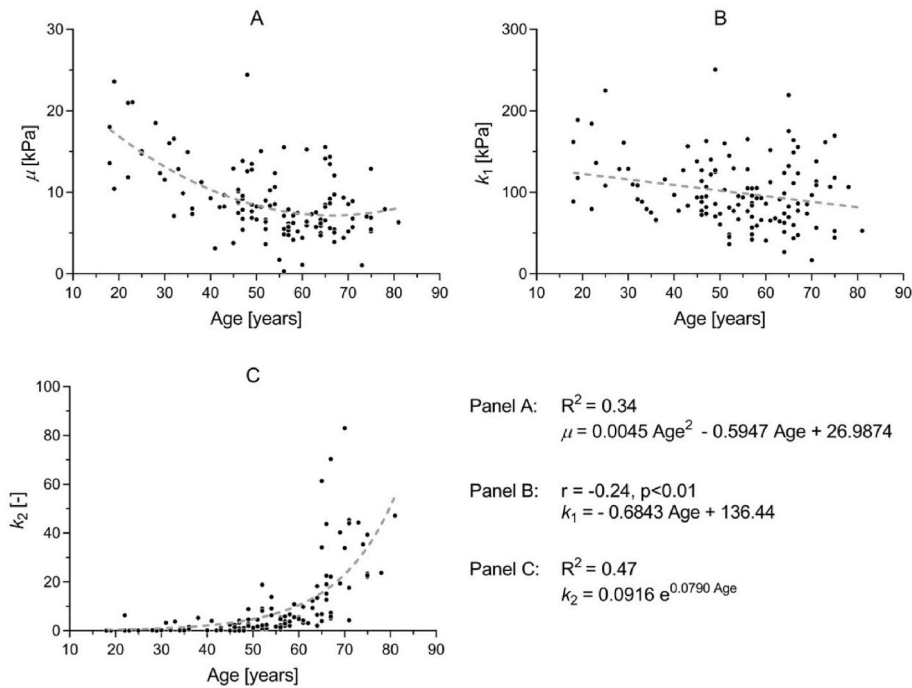 A
30
20
10
0
μ [kPa]
10 20 30 40 50 60 70 80 90
Age [years]
B
300
200
100
0
k₁ [kPa]
10 20 30 40 50 60 70 80 90
Age [years]
C
100
80
60
40
20
0
k₂ [-]
10 20 30 40 50 60 70 80 90
Age [years]
Panel A: R² = 0.34
μ = 0.0045 Age² - 0.5947 Age + 26.9874
Panel B: r = -0.24, p<0.01
k₁ = - 0.6843 Age + 136.44
Panel C: R² = 0.47
k₂ = 0.0916 e^0.0790 Age